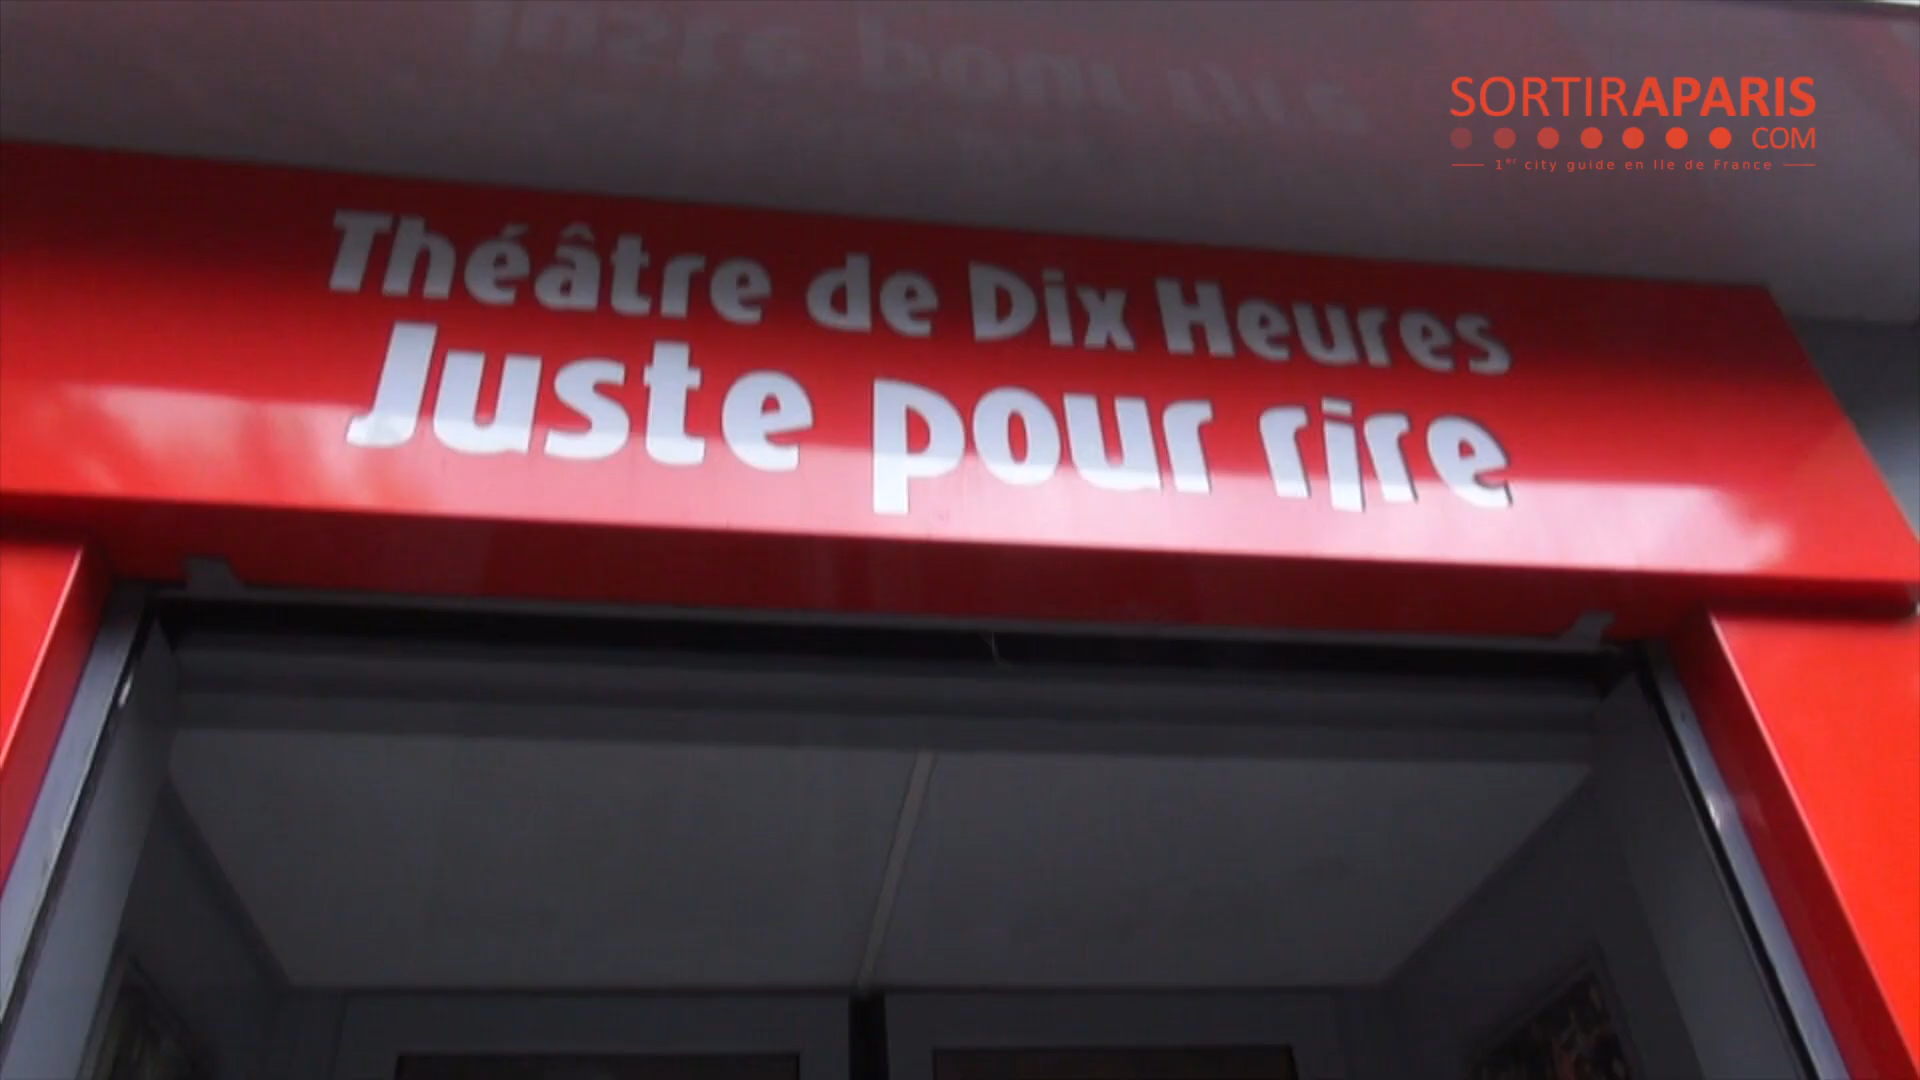 SORTIRAPARIS
COM
1er city guide en Ile de France
Théâtre de Dix Heures
Juste pour rire